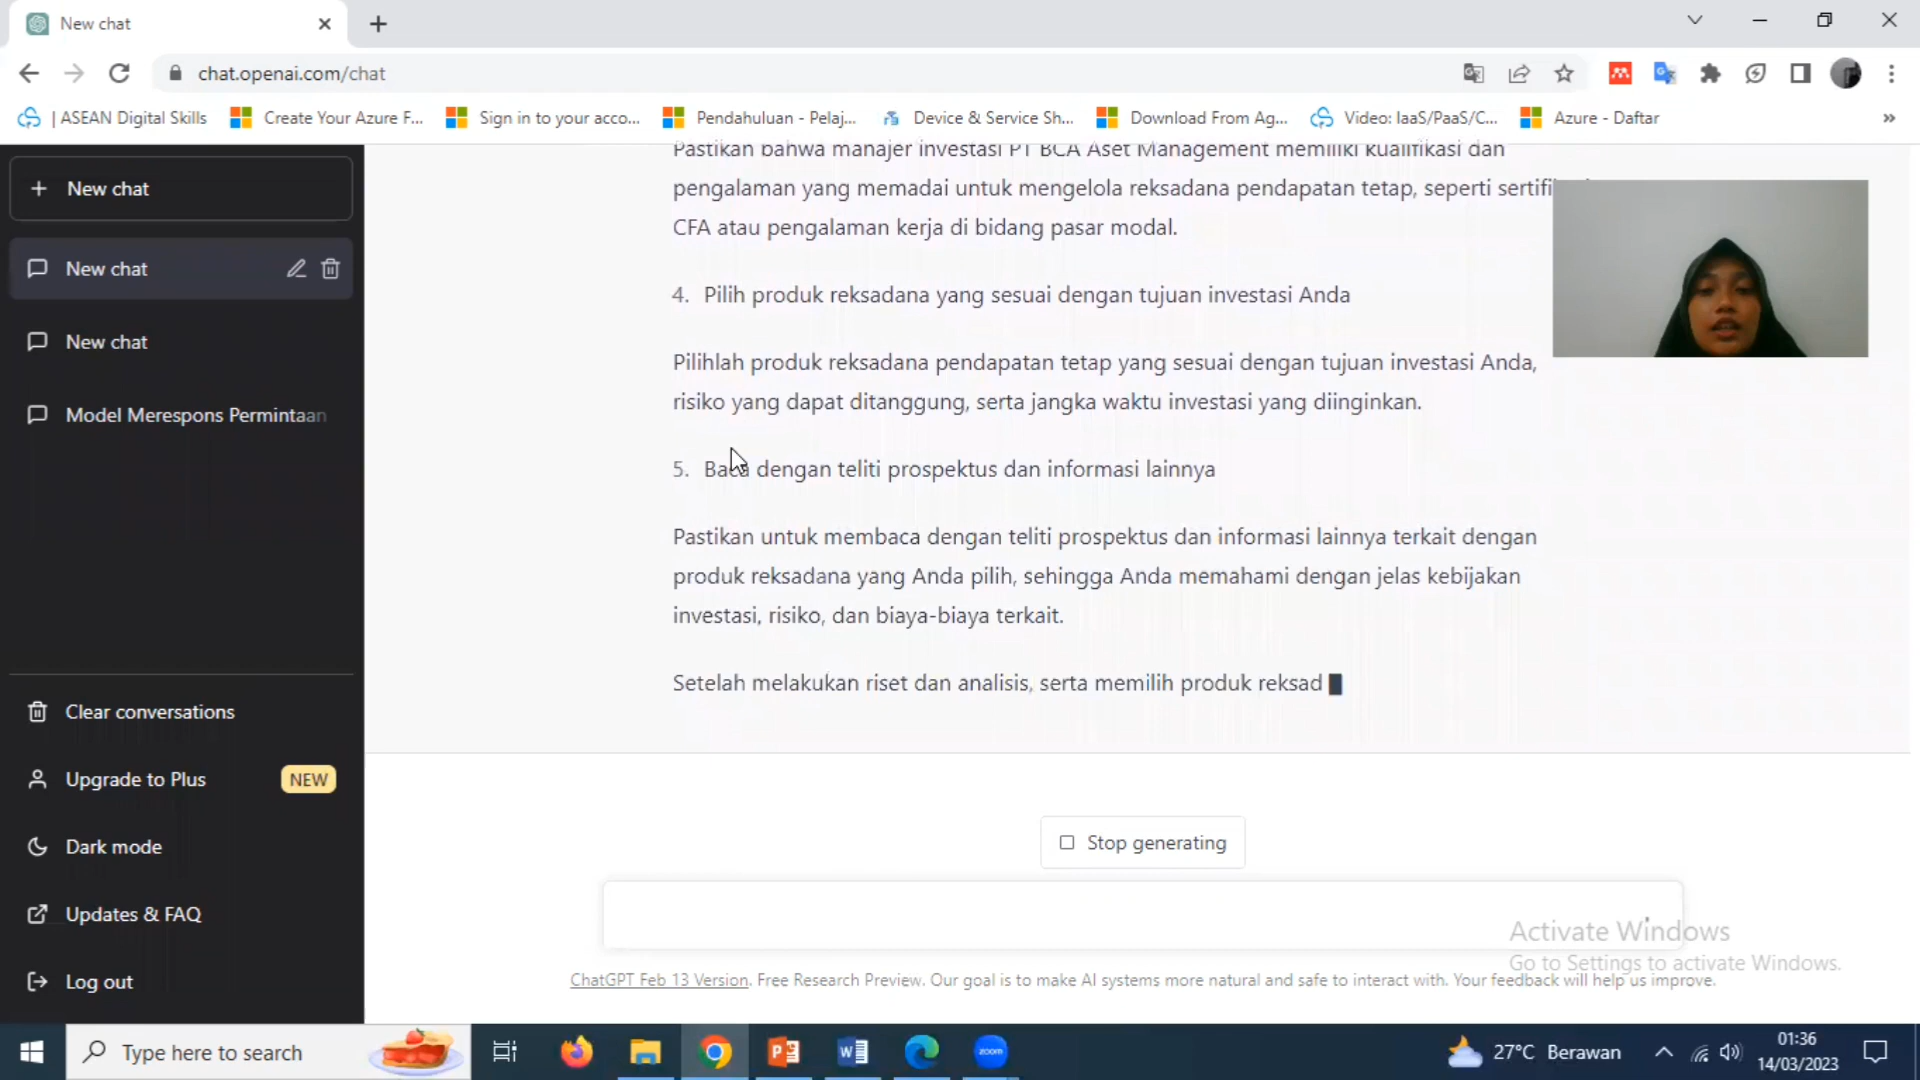 New chat
chat.openai.com/chat
| ASEAN Digital Skills
Create Your Azure F...
Sign in to your acco...
Pendahuluan - Pelaj...
Device & Service Sh...
Download From Ag...
Video: IaaS/PaaS/C...
Azure - Daftar
»
+ New chat
New chat
New chat
Model Merespons Permintaan
Clear conversations
Upgrade to Plus
NEW
Dark mode
Updates & FAQ
Log out
Pastikan bahwa manajer investasi PT BCA Aset Management memiliki kualifikasi dan
pengalaman yang memadai untuk mengelola reksadana pendapatan tetap, seperti
CFA atau pengalaman kerja di bidang pasar modal.
4. Pilih produk reksadana yang sesuai dengan tujuan investasi Anda
Pilihlah produk reksadana pendapatan tetap yang sesuai dengan tujuan investasi Anda,
risiko yang dapat ditanggung, serta jangka waktu investasi yang diinginkan.
5. Baca dengan teliti prospektus dan informasi lainnya
Pastikan untuk membaca dengan teliti prospektus dan informasi lainnya terkait dengan
produk reksadana yang Anda pilih, sehingga Anda memahami dengan jelas kebijakan
investasi, risiko, dan biaya-biaya terkait.
Setelah melakukan riset dan analisis, serta memilih produk reksad
Stop generating
Activate Windows
Go to Settings to activate Windows.
ChatGPT Feb 13 Version. Free Research Preview. Our goal is to make AI systems more natural and safe to interact with. Your feedback will help us improve.
Type here to search
zoom
27°C Berawan
01:36
14/03/2023